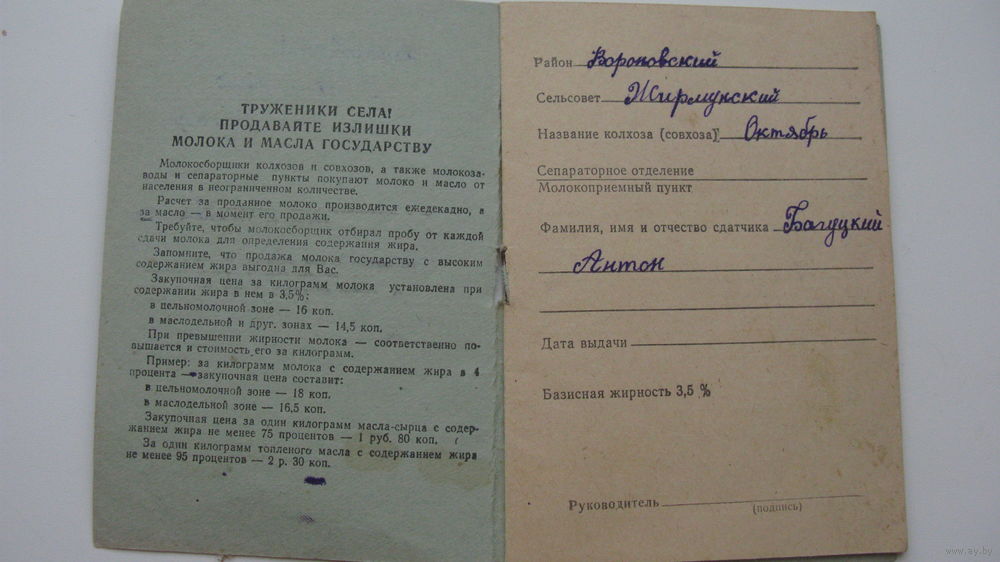 ТРУЖЕНИКИ СЕЛА!
ПРОДАВАЙТЕ ИЗЛИШКИ
МОЛОКА И МАСЛА ГОСУДАРСТВУ
Молокосборщики колхозов и совхозов, а также молокоза-
воды и сепараторные пункты покупают молоко и масло от
населения в неограниченном количестве.
Расчет за проданное молоко производится ежедекадно, а
за масло — в момент его продажи.
Требуйте, чтобы молокосборщик отбирал пробу от каждой
сдачи молока для определения содержания жира.
Запомните, что продажа молока государству с высоким
содержанием жира выгодна для Вас.
Закупочная цена за килограмм молока установлена при
содержании жира в нем в 3,5%:
в цельномолочной зоне — 16 коп.
в маслодельной и друг. зонах — 14,5 коп.
При превышении жирности молока — соответственно по-
вышается и стоимость его за килограмм.
Пример: за килограмм молока с содержанием жира в 4
процента — закупочная цена составит:
в цельномолочной зоне — 18 коп.
в маслодельной зоне — 16,5 коп.
Закупочная цена за один килограмм масла-сырца с содер-
жанием жира не менее 75 процентов — 1 руб. 80 коп.
За один килограмм топленого масла с содержанием жира
не менее 95 процентов — 2 р. 30 коп.
Район Вороновский
Сельсовет Жирмунский
Название колхоза (совхоза) Октябрь
Сепараторное отделение
Молокоприемный пункт
Фамилия, имя и отчество сдатчика Багуцкий
Антон
Дата выдачи
Базисная жирность 3,5 %
Руководитель
(подпись)
www.ay.by